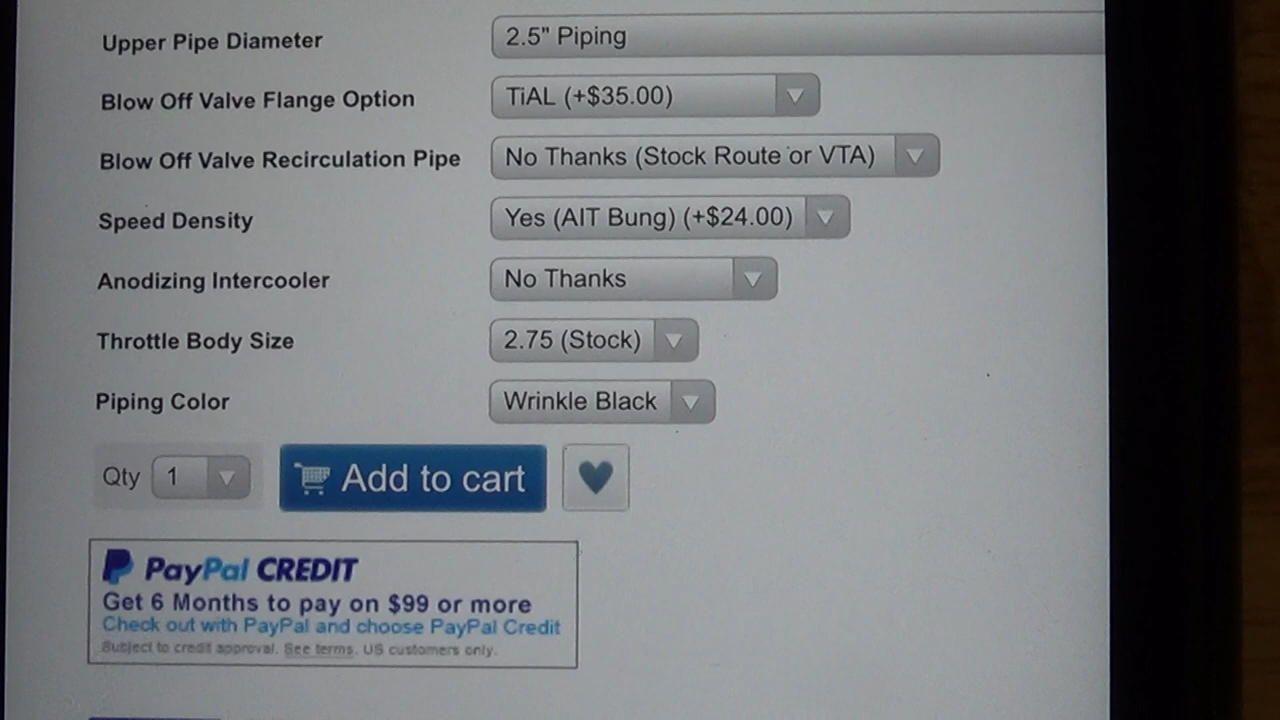 Upper Pipe Diameter 2.5" Piping
Blow Off Valve Flange Option TiAL (+$35.00)
Blow Off Valve Recirculation Pipe No Thanks (Stock Route or VTA)
Speed Density Yes (AIT Bung) (+$24.00)
Anodizing Intercooler No Thanks
Throttle Body Size 2.75 (Stock)
Piping Color Wrinkle Black
Qty 1 Add to cart
PayPal CREDIT
Get 6 Months to pay on $99 or more
Check out with PayPal and choose PayPal Credit
Subject to credit approval. See terms. US customers only.